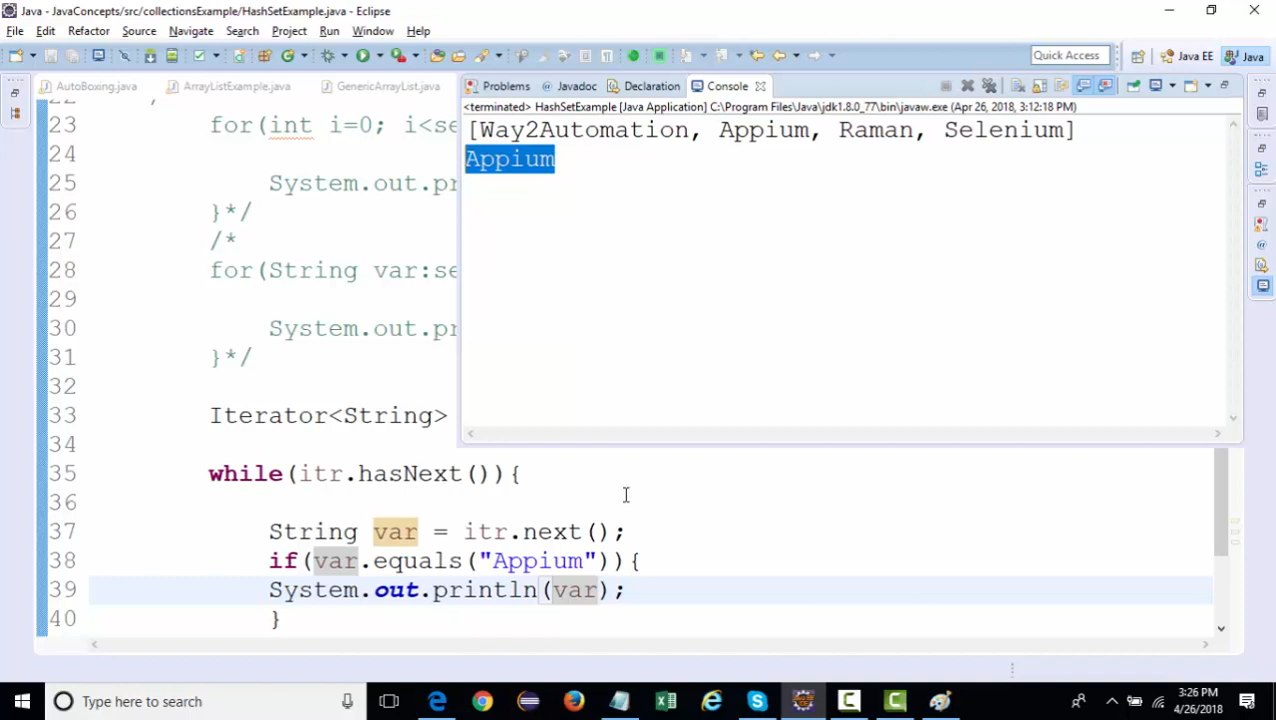 Java - JavaConcepts/src/collectionsExample/HashSetExample.java - Eclipse
File Edit Refactor Source Navigate Search Project Run Window Help
Quick Access Java EE Java
AutoBoxing.java ArrayListExample.java GenericArrayList.java
Problems Javadoc Declaration Console
<terminated> HashSetExample [Java Application] C:\Program Files\Java\jdk1.8.0_77\bin\javaw.exe (Apr 26, 2018, 3:12:18 PM)
[Way2Automation, Appium, Raman, Selenium]
Appium
22
23 for(int i=0; i<se
24
25 System.out.pr
26 }*/
27 /*
28 for(String var:se
29
30 System.out.pr
31 }*/
32
33 Iterator<String>
34
35 while(itr.hasNext()){
36
37 String var = itr.next();
38 if(var.equals("Appium")){
39 System.out.println(var);
40 }
Type here to search
3:26 PM
4/26/2018